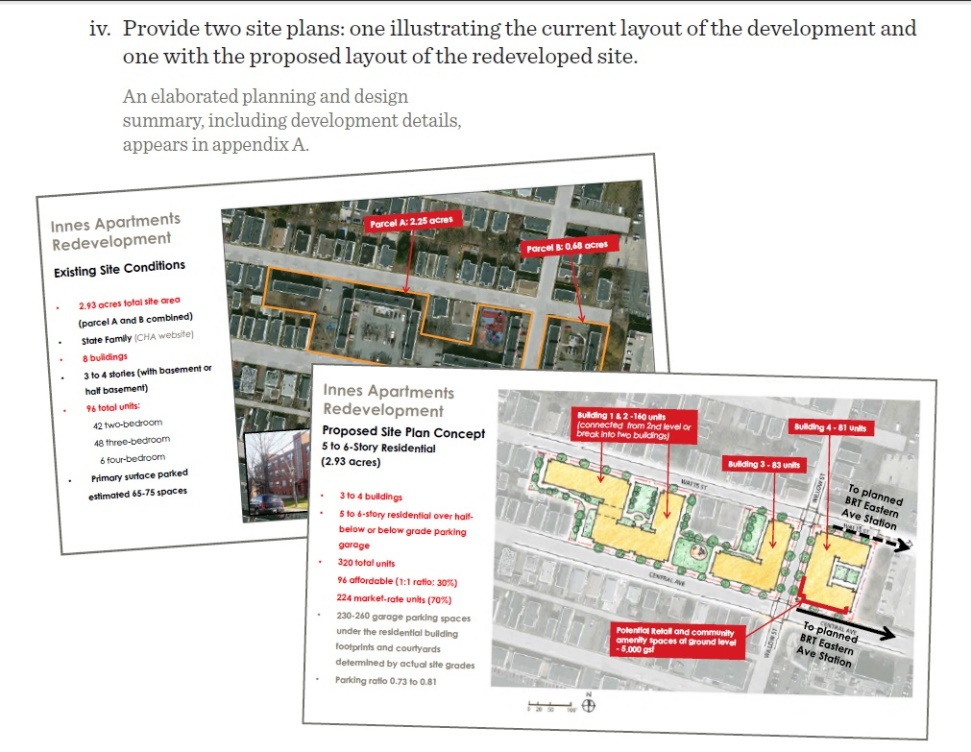 iv. Provide two site plans: one illustrating the current layout of the development and
one with the proposed layout of the redeveloped site.
An elaborated planning and design
summary, including development details,
appears in appendix A.
Innes Apartments
Redevelopment
Existing Site Conditions
• 2.93 acres total site area
(parcel A and B combined)
• State Family (CHA website)
• 8 buildings
• 3 to 4 stories (with basement or
half basement)
• 96 total units:
42 two-bedroom
48 three-bedroom
6 four-bedroom
• Primary surface parked
estimated 65-75 spaces
Parcel A: 2.25 acres
Parcel B: 0.68 acres
Innes Apartments
Redevelopment
Proposed Site Plan Concept
5 to 6-Story Residential
(2.93 acres)
• 3 to 4 buildings
• 5 to 6-story residential over half-
below or below grade parking
garage
• 320 total units
96 affordable (1:1 ratio: 30%)
224 market-rate units (70%)
• 230-260 garage parking spaces
under the residential building
footprints and courtyards
determined by actual site grades
• Parking ratio 0.73 to 0.81
Building 1 & 2 -160 units
(connected from 2nd level or
break into two buildings)
Building 4 - 81 units
Building 3 - 83 units
WATTS ST
WILLOW ST
To planned
BRT Eastern
Ave Station
WATTS ST
CENTRAL AVE
CENTRAL AVE
To planned
BRT Eastern
Ave Station
WILLOW ST
Potential Retail and community
amenity spaces at ground level
- 5,000 gsf
N